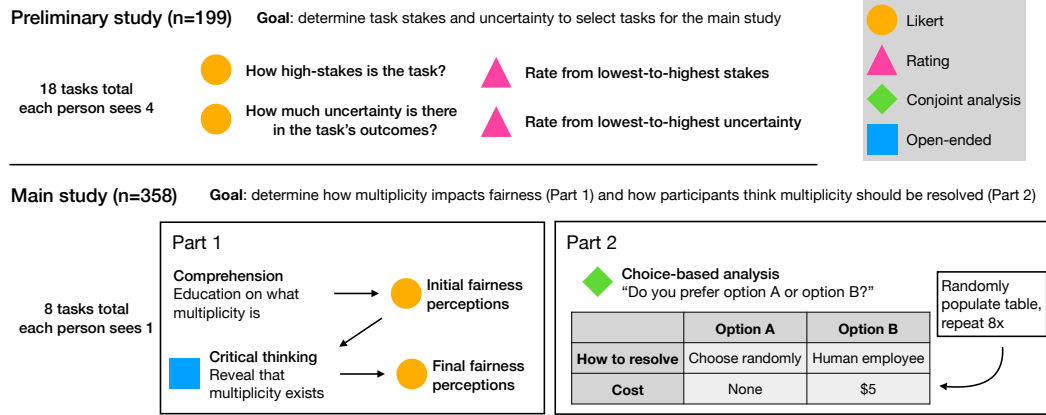 Preliminary study (n=199)
Goal: determine task stakes and uncertainty to select tasks for the main study
18 tasks total
each person sees 4
How high-stakes is the task?
Rate from lowest-to-highest stakes
How much uncertainty is there
in the task's outcomes?
Rate from lowest-to-highest uncertainty
Likert
Rating
Conjoint analysis
Open-ended
Main study (n=358)
Goal: determine how multiplicity impacts fairness (Part 1) and how participants think multiplicity should be resolved (Part 2)
8 tasks total
each person sees 1
Part 1
Comprehension
Education on what
multiplicity is
Initial fairness
perceptions
Critical thinking
Reveal that
multiplicity exists
Final fairness
perceptions
Part 2
Choice-based analysis
"Do you prefer option A or option B?"
Option A Option B
How to resolve Choose randomly Human employee
Cost None $5
Randomly
populate table,
repeat 8x